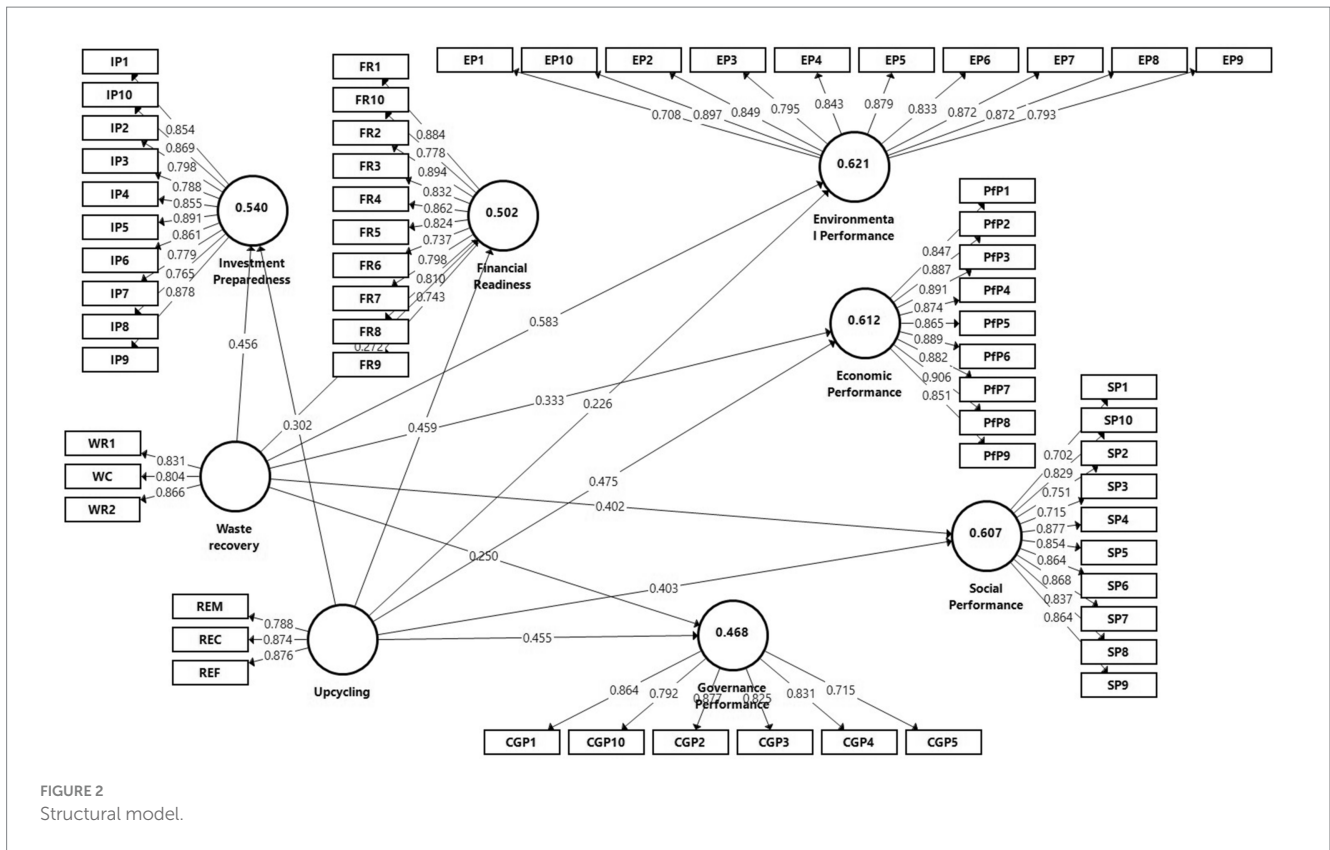 EP1 EP10 EP2 EP3 EP4 EP5 EP6 EP7 EP8 EP9
0.708 0.897 0.849 0.795 0.843 0.879 0.833 0.872 0.872 0.793
0.621
Environmenta
l Performance
IP1
IP10
IP2
IP3
IP4
IP5
IP6
IP7
IP8
IP9
0.854
0.869
0.798
0.788
0.855
0.891
0.861
0.779
0.765
0.878
0.540
Investment
Preparedness
FR1
FR10
FR2
FR3
FR4
FR5
FR6
FR7
FR8
FR9
0.884
0.778
0.894
0.832
0.862
0.824
0.737
0.798
0.810
0.743
0.502
Financial
Readiness
PfP1
PfP2
PfP3
PfP4
PfP5
PfP6
PfP7
PfP8
PfP9
0.847
0.887
0.891
0.874
0.865
0.889
0.882
0.906
0.851
0.612
Economic
Performance
0.456
0.302
0.272
0.459
0.583
0.333
0.226
0.475
0.402
0.250
0.403
0.455
WR1
WC
WR2
0.831
0.804
0.866
Waste
recovery
REM
REC
REF
0.788
0.874
0.876
Upcycling
SP1
SP10
SP2
SP3
SP4
SP5
SP6
SP7
SP8
SP9
0.702
0.829
0.751
0.715
0.877
0.854
0.864
0.868
0.837
0.864
0.607
Social
Performance
0.468
Governance
Performance
0.864 0.792 0.877 0.825 0.831 0.715
CGP1 CGP10 CGP2 CGP3 CGP4 CGP5
FIGURE 2
Structural model.